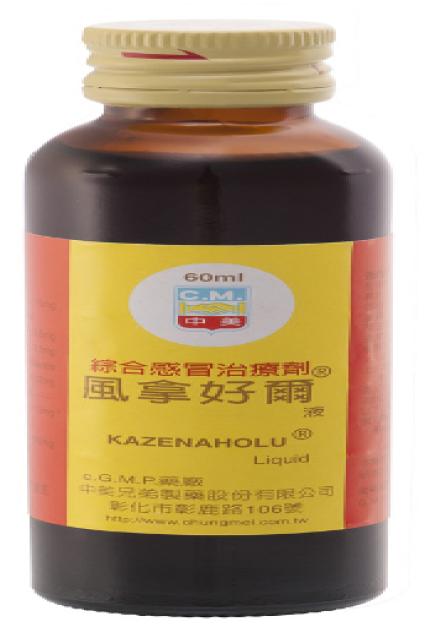 60ml
C.M.
中美
綜合感冒治療劑®
風拿好爾
液
KAZENAHOLU®
Liquid
c.G.M.P.藥廠
中美兄弟製藥股份有限公司
彰化市彰鹿路106號
http://www.chungmei.com.tw